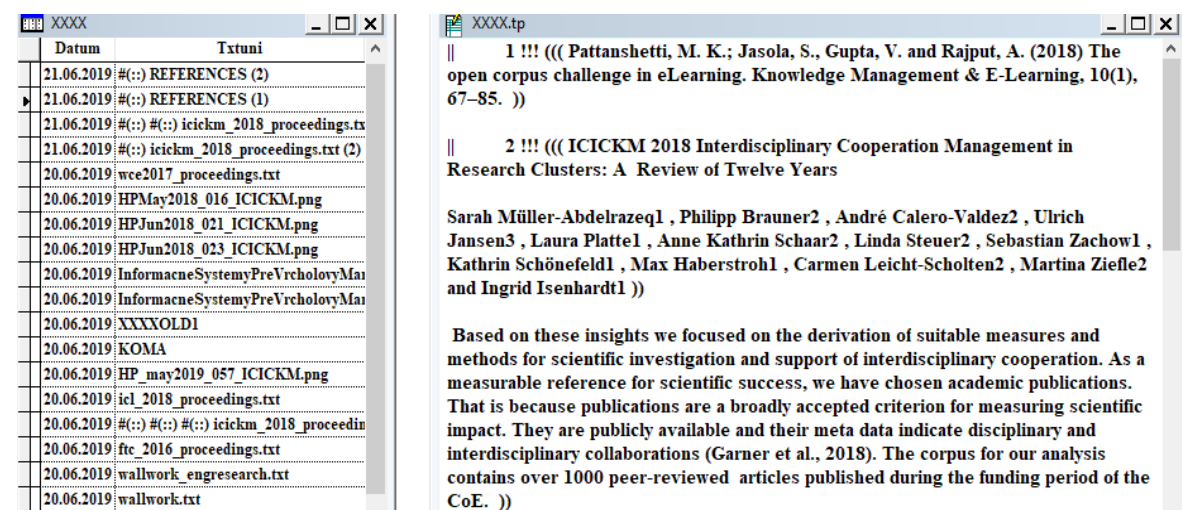 XXXX
Datum Txtuni
21.06.2019 #(::) REFERENCES (2)
21.06.2019 #(::) REFERENCES (1)
21.06.2019 #(::) #(::) icickm_2018_proceedings.tx
21.06.2019 #(::) icickm_2018_proceedings.txt (2)
20.06.2019 wce2017_proceedings.txt
20.06.2019 HPMay2018_016_ICICKM.png
20.06.2019 HPJun2018_021_ICICKM.png
20.06.2019 HPJun2018_023_ICICKM.png
20.06.2019 InformacneSystemyPreVrcholovyMa
20.06.2019 InformacneSystemyPreVrcholovyMa
20.06.2019 XXXXOLD1
20.06.2019 KOMA
20.06.2019 HP_may2019_057_ICICKM.png
20.06.2019 icl_2018_proceedings.txt
20.06.2019 #(::) #(::) #(::) icickm_2018_proceedin
20.06.2019 ftc_2016_proceedings.txt
20.06.2019 wallwork_engresearch.txt
20.06.2019 wallwork.txt
XXXX.tp
|| 1 !!! ((( Pattanshetti, M. K.; Jasola, S., Gupta, V. and Rajput, A. (2018) The
open corpus challenge in eLearning. Knowledge Management & E-Learning, 10(1),
67–85. ))
|| 2 !!! ((( ICICKM 2018 Interdisciplinary Cooperation Management in
Research Clusters: A Review of Twelve Years
Sarah Müller-Abdelrazeq1 , Philipp Brauner2 , André Calero-Valdez2 , Ulrich
Jansen3 , Laura Platte1 , Anne Kathrin Schaar2 , Linda Steuer2 , Sebastian Zachow1 ,
Kathrin Schönefeld1 , Max Haberstroh1 , Carmen Leicht-Scholten2 , Martina Ziefle2
and Ingrid Isenhardt1 ))
Based on these insights we focused on the derivation of suitable measures and
methods for scientific investigation and support of interdisciplinary cooperation. As a
measurable reference for scientific success, we have chosen academic publications.
That is because publications are a broadly accepted criterion for measuring scientific
impact. They are publicly available and their meta data indicate disciplinary and
interdisciplinary collaborations (Garner et al., 2018). The corpus for our analysis
contains over 1000 peer-reviewed articles published during the funding period of the
CoE. ))